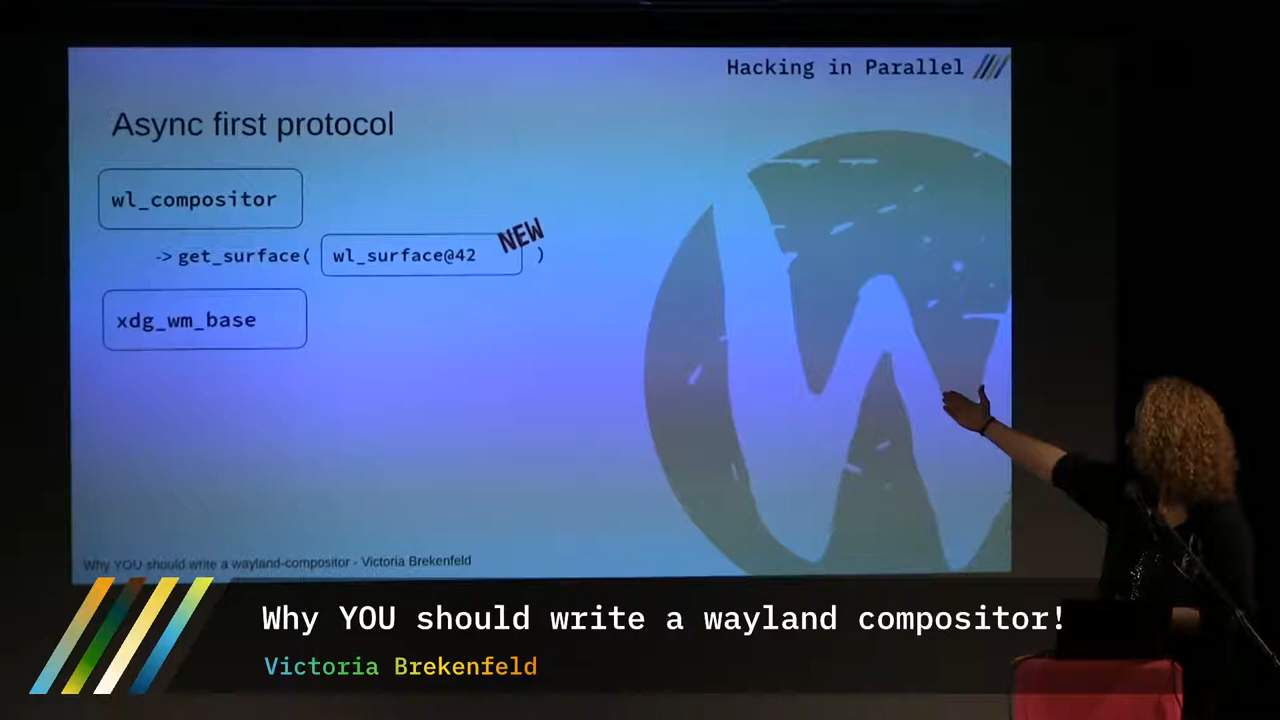 Hacking in Parallel
Async first protocol
wl_compositor
NEW
-> get_surface( wl_surface@42 )
xdg_wm_base
Why YOU should write a wayland-compositor - Victoria Brekenfeld
Why YOU should write a wayland compositor!
Victoria Brekenfeld